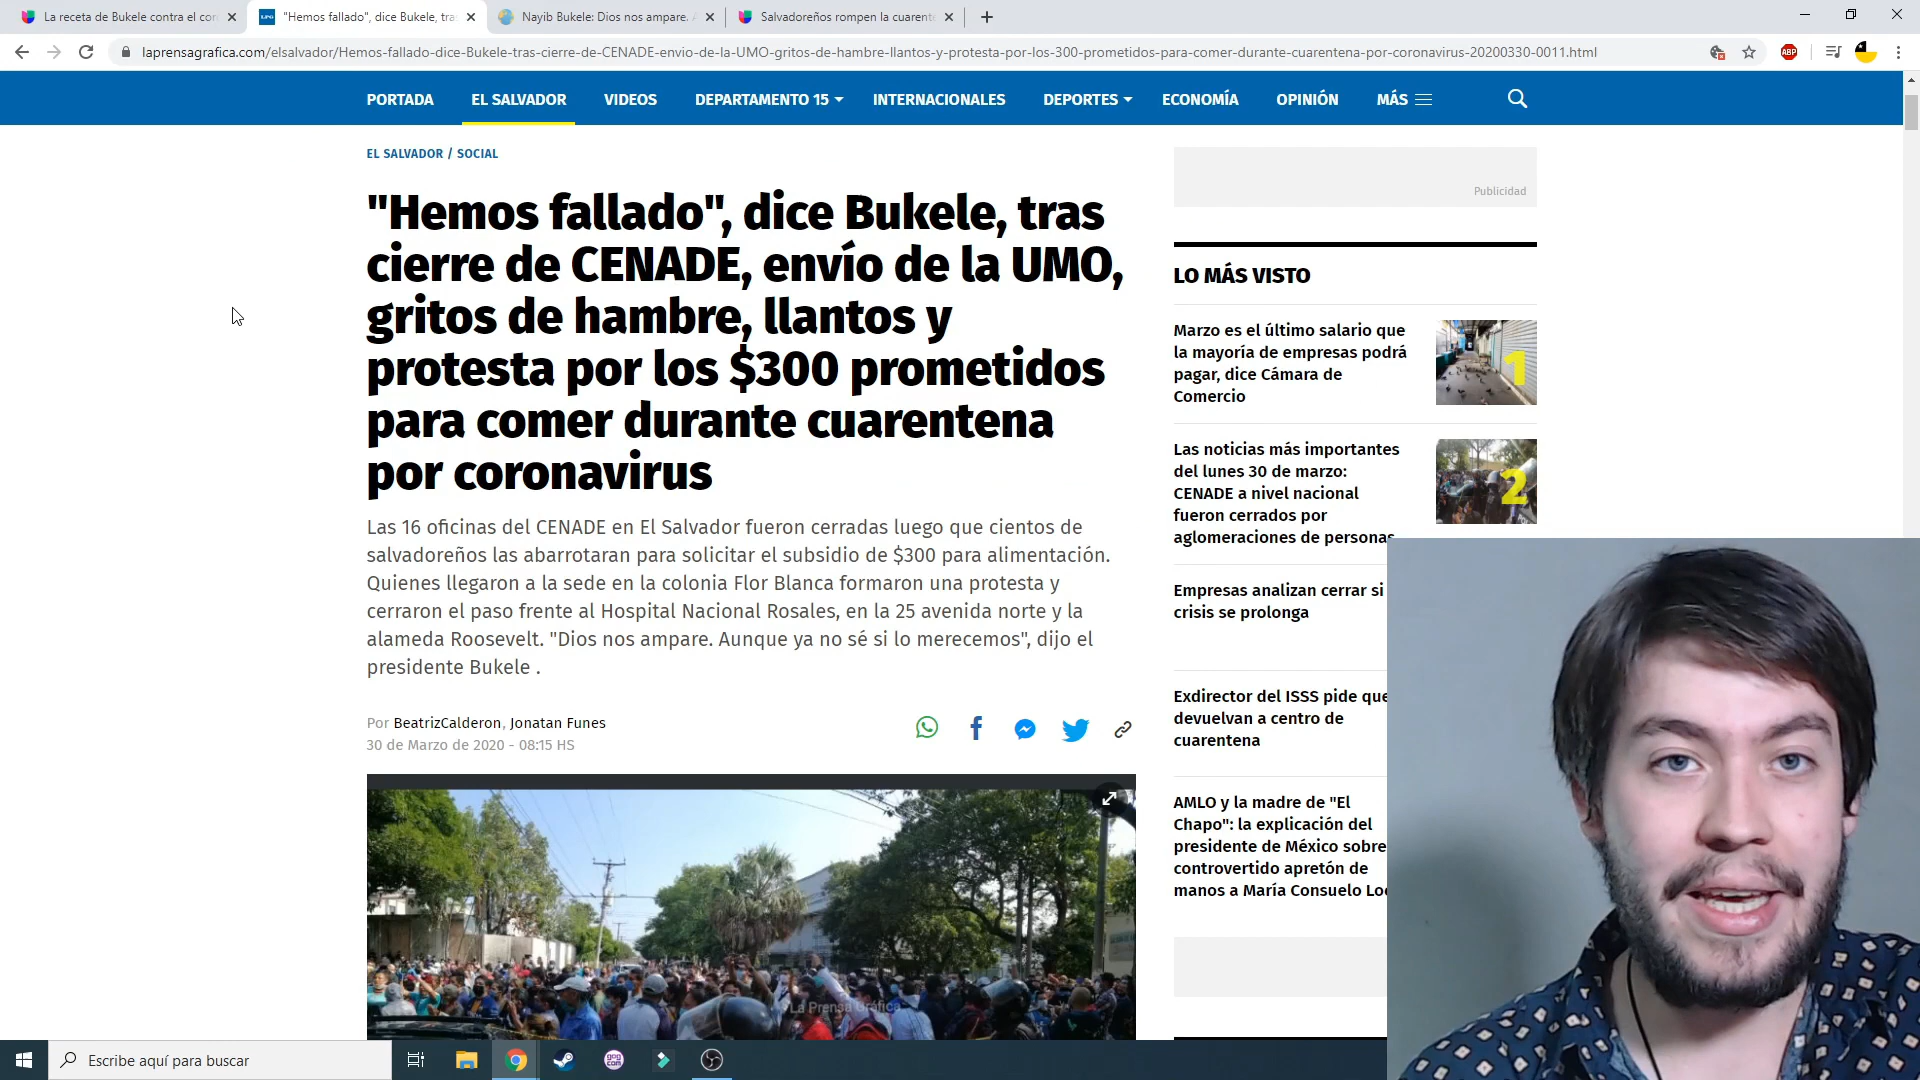 La receta de Bukele contra el cor
"Hemos fallado", dice Bukele, tra
Nayib Bukele: Dios nos ampare. A
Salvadoreños rompen la cuarente
laprensagrafica.com/elsalvador/Hemos-fallado-dice-Bukele-tras-cierre-de-CENADE-envio-de-la-UMO-gritos-de-hambre-llantos-y-protesta-por-los-300-prometidos-para-comer-durante-cuarentena-por-coronavirus-20200330-0011.html
ABP
PORTADA EL SALVADOR VIDEOS DEPARTAMENTO 15 INTERNACIONALES DEPORTES ECONOMÍA OPINIÓN MÁS
EL SALVADOR / SOCIAL
"Hemos fallado", dice Bukele, tras
cierre de CENADE, envío de la UMO,
gritos de hambre, llantos y
protesta por los $300 prometidos
para comer durante cuarentena
por coronavirus
Las 16 oficinas del CENADE en El Salvador fueron cerradas luego que cientos de
salvadoreños las abarrotaran para solicitar el subsidio de $300 para alimentación.
Quienes llegaron a la sede en la colonia Flor Blanca formaron una protesta y
cerraron el paso frente al Hospital Nacional Rosales, en la 25 avenida norte y la
alameda Roosevelt. "Dios nos ampare. Aunque ya no sé si lo merecemos", dijo el
presidente Bukele .
Por BeatrizCalderon, Jonatan Funes
30 de Marzo de 2020 - 08:15 HS
La Prensa Gráfica
Publicidad
LO MÁS VISTO
Marzo es el último salario que
la mayoría de empresas podrá
pagar, dice Cámara de
Comercio
1
Las noticias más importantes
del lunes 30 de marzo:
CENADE a nivel nacional
fueron cerrados por
aglomeraciones de personas
2
Empresas analizan cerrar si
crisis se prolonga
Exdirector del ISSS pide que
devuelvan a centro de
cuarentena
AMLO y la madre de "El
Chapo": la explicación del
presidente de México sobre
controvertido apretón de
manos a María Consuelo Lo
Escribe aquí para buscar
gog
com